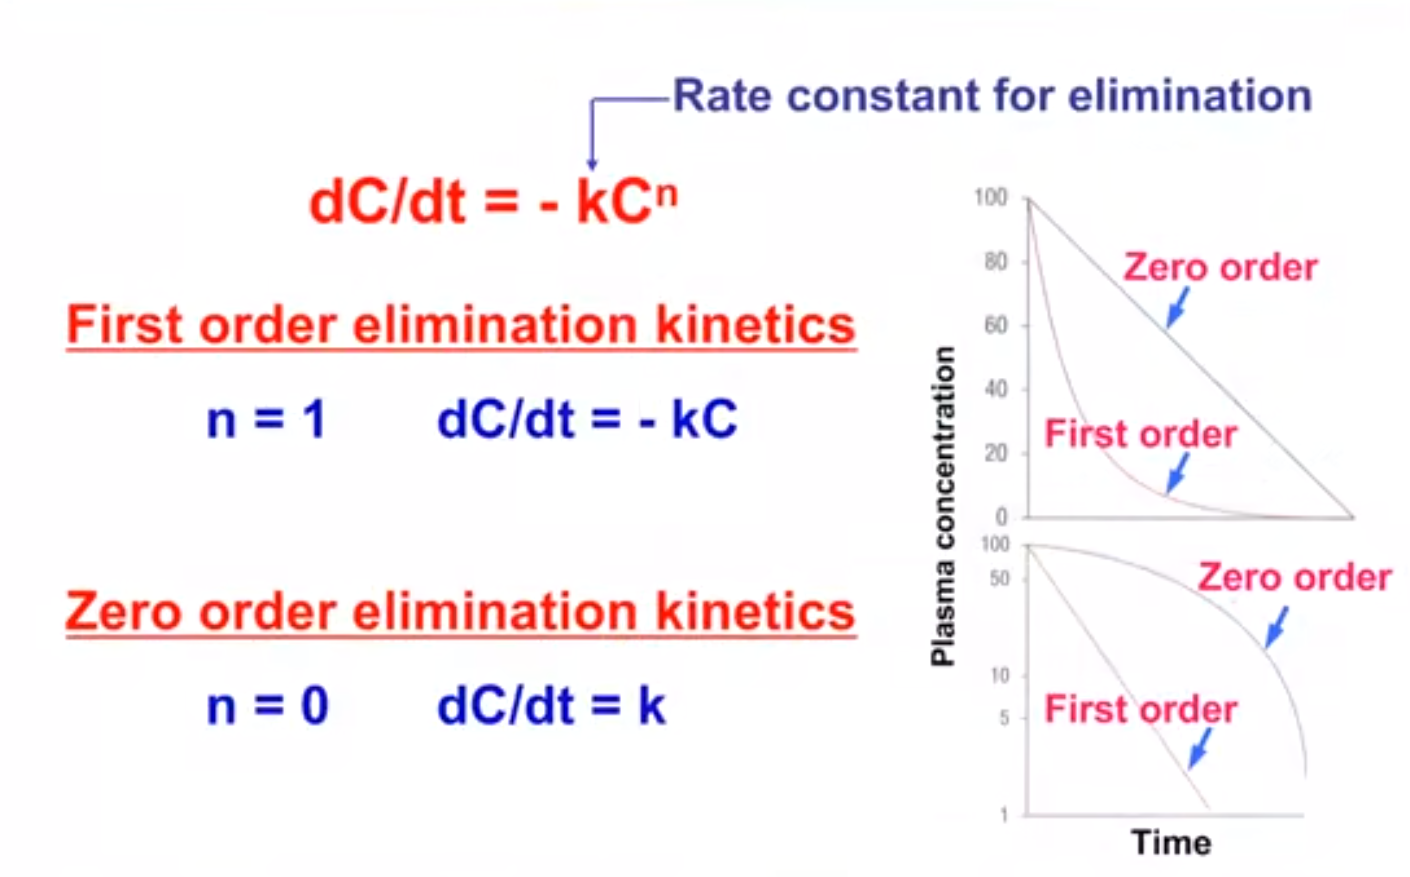 Rate constant for elimination
dC/dt = - kCⁿ
First order elimination kinetics
n = 1 dC/dt = - kC
Zero order elimination kinetics
n = 0 dC/dt = k
Plasma concentration
100
80
60
40
20
0
Zero order
First order
100
50
10
5
1
Zero order
First order
Time